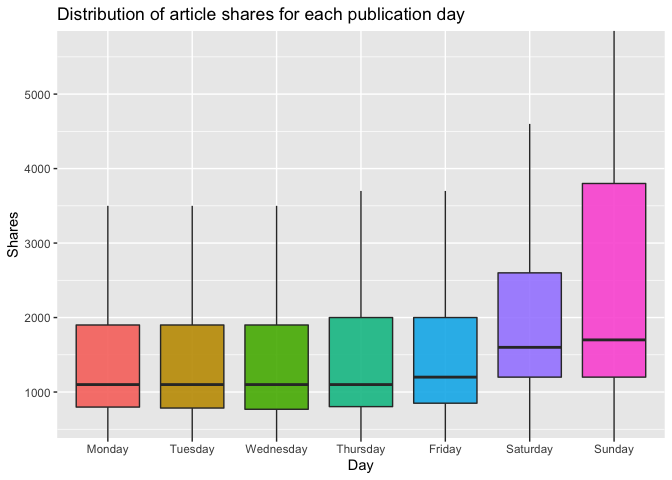 Distribution of article shares for each publication day
Shares
5000
4000
3000
2000
1000
Monday Tuesday Wednesday Thursday Friday Saturday Sunday
Day